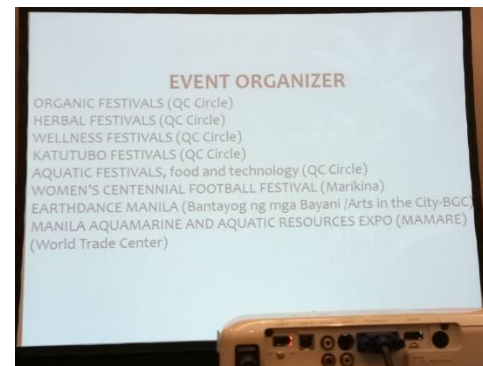 EVENT ORGANIZER
ORGANIC FESTIVALS (QC Circle)
HERBAL FESTIVALS (QC Circle)
WELLNESS FESTIVALS (QC Circle)
KATUTUBO FESTIVALS (QC Circle)
AQUATIC FESTIVALS, food and technology (QC Circle)
WOMEN'S CENTENNIAL FOOTBALL FESTIVAL (Marikina)
EARTHDANCE MANILA (Bantayog ng mga Bayani /Arts in the City-BGC)
MANILA AQUAMARINE AND AQUATIC RESOURCES EXPO (MAMARE)
(World Trade Center)